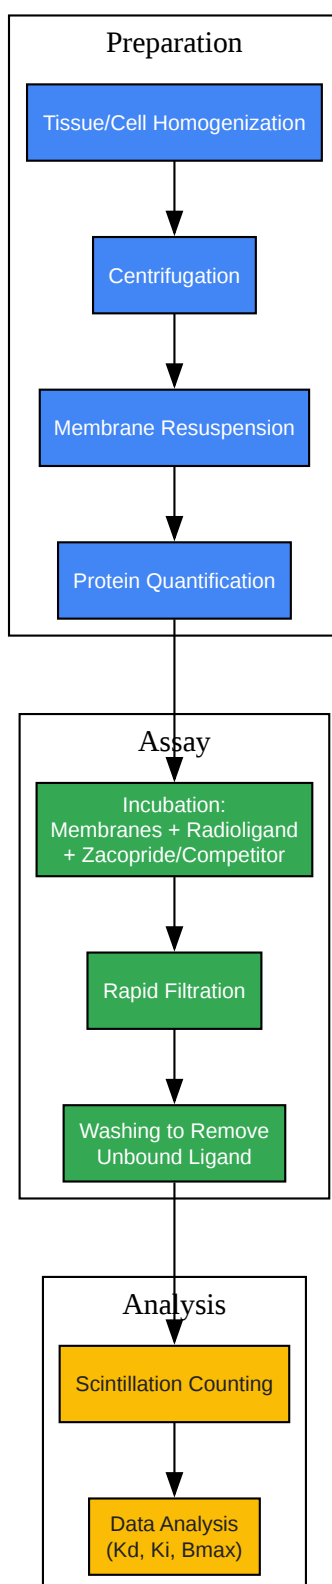 Preparation
Tissue/Cell Homogenization
Centrifugation
Membrane Resuspension
Protein Quantification
Assay
Incubation:
Membranes + Radioligand
+ Zacopride/Competitor
Rapid Filtration
Washing to Remove
Unbound Ligand
Analysis
Scintillation Counting
Data Analysis
(Kd, Ki, Bmax)